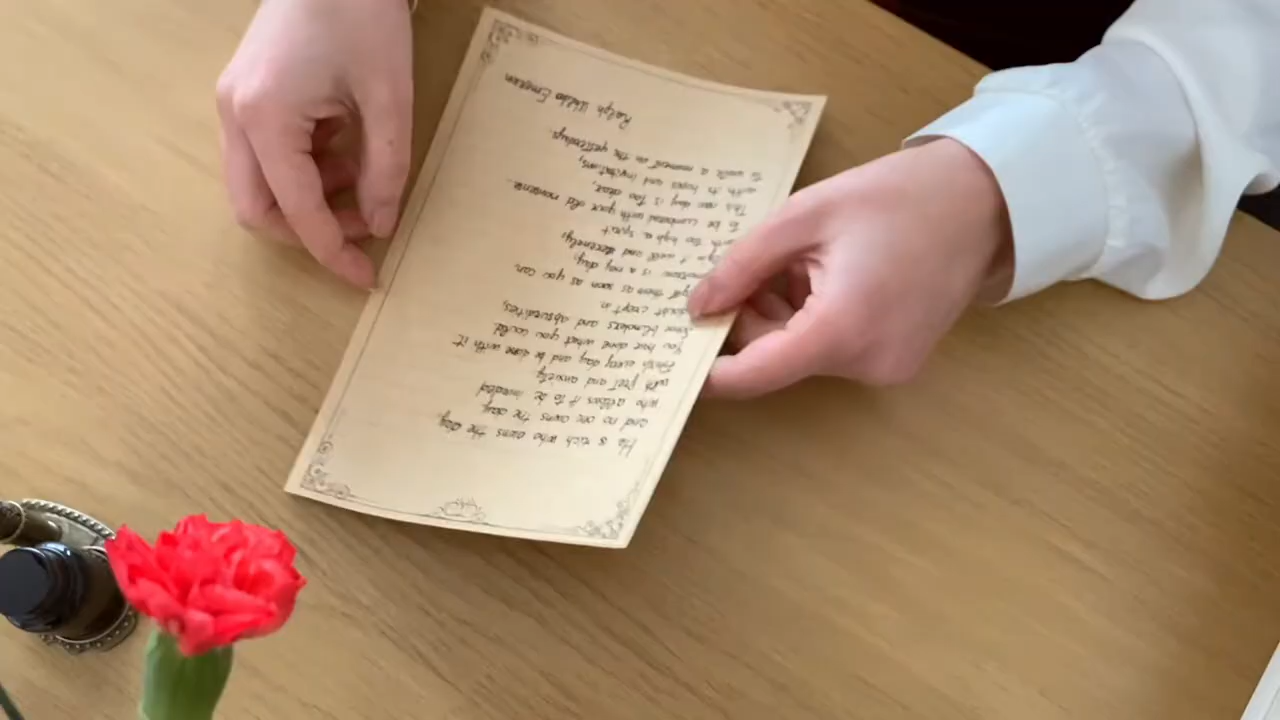 He is rich who owns the day,
and no one owns the day
who allows it to be invaded
with fret and anxiety.
Finish every day and be done with it.
You have done what you could.
Some blunders and absurdities,
doubt crept in.
them as soon as you can
is a new day;
it well and serenely,
with too high a spirit
To be cumbered with your old nonsense.
This new day is too dear,
with its hopes and invitations,
To waste a moment on the yesterdays.
Ralph Waldo Emerson